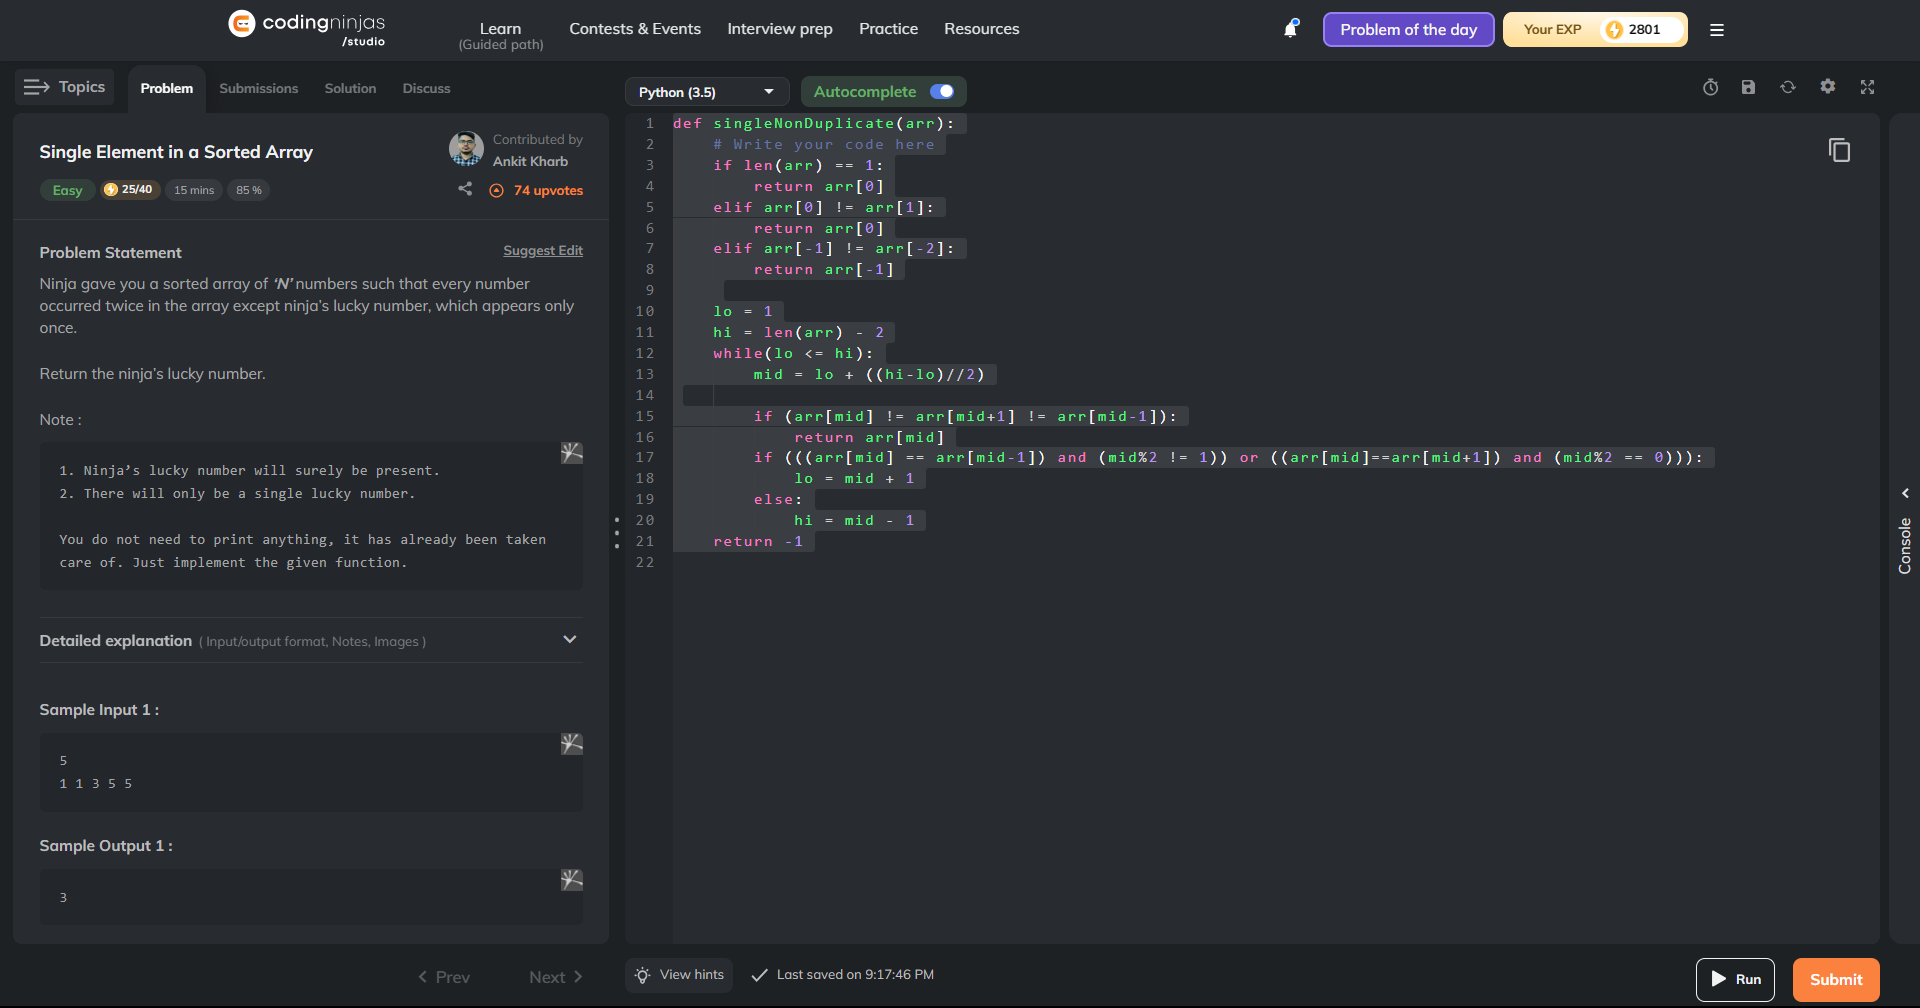 codingninjas
/studio
Learn
(Guided path)
Contests & Events
Interview prep
Practice
Resources
Problem of the day
Your EXP
2801
Topics
Problem
Submissions
Solution
Discuss
Single Element in a Sorted Array
Contributed by
Ankit Kharb
Easy
25/40
15 mins
85 %
74 upvotes
Problem Statement
Suggest Edit
Ninja gave you a sorted array of ‘N’ numbers such that every number
occurred twice in the array except ninja’s lucky number, which appears only
once.
Return the ninja’s lucky number.
Note :
1. Ninja’s lucky number will surely be present.
2. There will only be a single lucky number.
You do not need to print anything, it has already been taken
care of. Just implement the given function.
Detailed explanation ( Input/output format, Notes, Images )
Sample Input 1 :
5
1 1 3 5 5
Sample Output 1 :
3
Prev
Next
Python (3.5)
Autocomplete
1 def singleNonDuplicate(arr):
2     # Write your code here
3     if len(arr) == 1:
4         return arr[0]
5     elif arr[0] != arr[1]:
6         return arr[0]
7     elif arr[-1] != arr[-2]:
8         return arr[-1]
9
10     lo = 1
11     hi = len(arr) - 2
12     while(lo <= hi):
13         mid = lo + ((hi-lo)//2)
14
15         if (arr[mid] != arr[mid+1] != arr[mid-1]):
16             return arr[mid]
17         if (((arr[mid] == arr[mid-1]) and (mid%2 != 1)) or ((arr[mid]==arr[mid+1]) and (mid%2 == 0))):
18             lo = mid + 1
19         else:
20             hi = mid - 1
21     return -1
22
Console
View hints
Last saved on 9:17:46 PM
Run
Submit